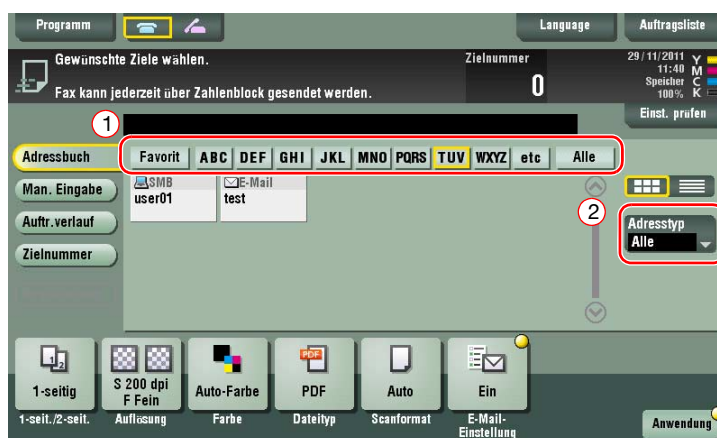 Programm
Language
Auftragsliste
Gewünschte Ziele wählen.
Zielnummer
0
Fax kann jederzeit über Zahlenblock gesendet werden.
29/11/2011
11:40
Speicher
100%
Y
M
C
K
Einst. prüfen
1
Adressbuch
Favorit ABC DEF GHI JKL MNO PQRS TUV WXYZ etc Alle
Man. Eingabe
SMB
user01
E-Mail
test
2
Adresstyp
Alle
Auftr.verlauf
Zielnummer
1 2
1-seitig
S 200 dpi
F Fein
Auto-Farbe
PDF
PDF
Auto
Ein
1-seit./2-seit.
Auflösung
Farbe
Dateityp
Scanformat
E-Mail-
Einstellung
Anwendung